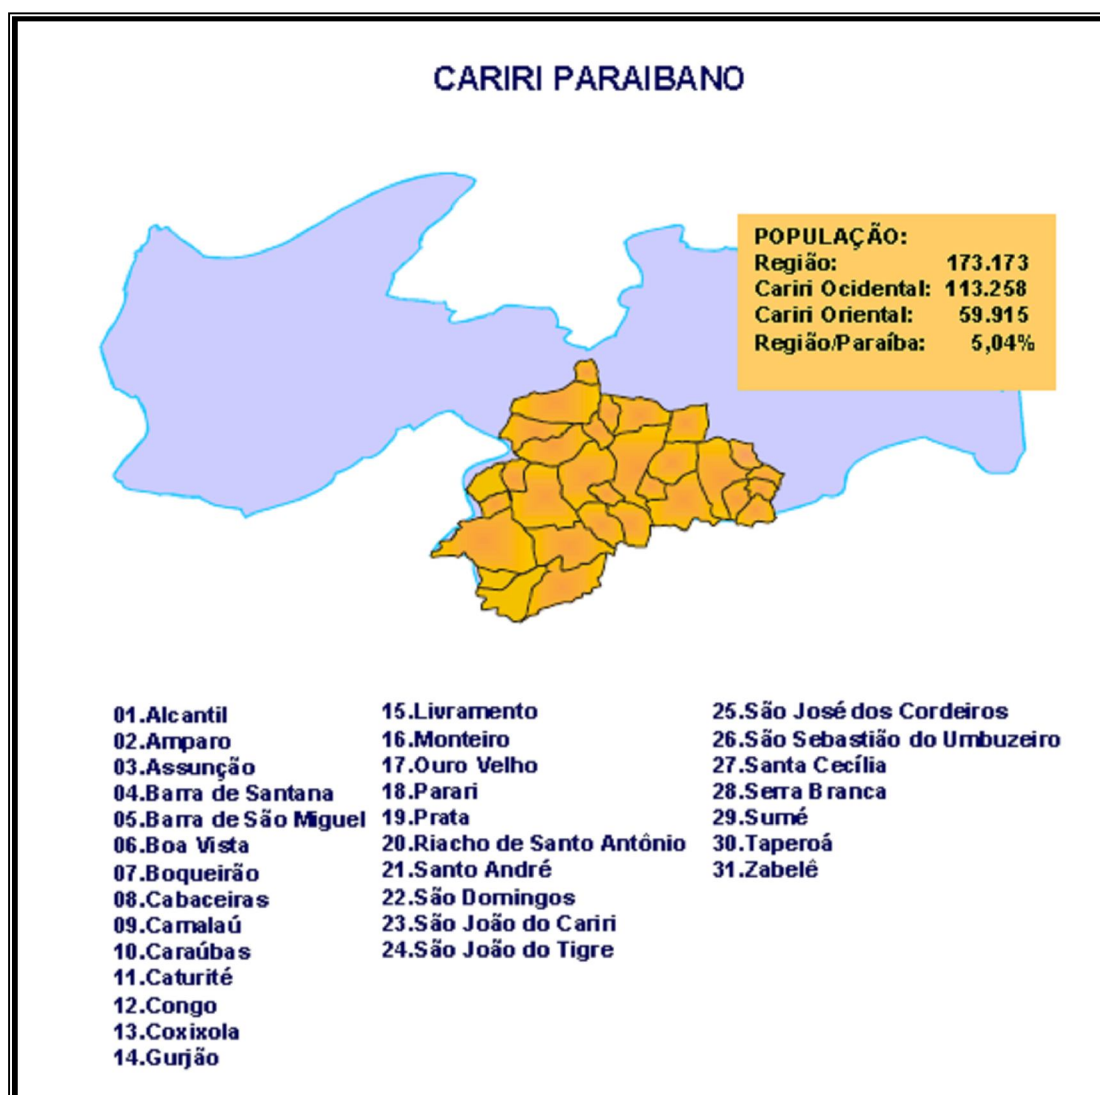 CARIRI PARAIBANO
POPULAÇÃO:
Região: 173.173
Cariri Ocidental: 113.258
Cariri Oriental: 59.915
Região/Paraíba: 5,04%
01.Alcantil
02.Amparo
03.Assunção
04.Barra de Santana
05.Barra de São Miguel
06.Boa Vista
07.Boqueirão
08.Cabaceiras
09.Camalaú
10.Caraúbas
11.Caturité
12.Congo
13.Coxixola
14.Gurjão
15.Livramento
16.Monteiro
17.Ouro Velho
18.Parari
19.Prata
20.Riacho de Santo Antônio
21.Santo André
22.São Domingos
23.São João do Cariri
24.São João do Tigre
25.São José dos Cordeiros
26.São Sebastião do Umbuzeiro
27.Santa Cecília
28.Serra Branca
29.Sumé
30.Taperoá
31.Zabelê